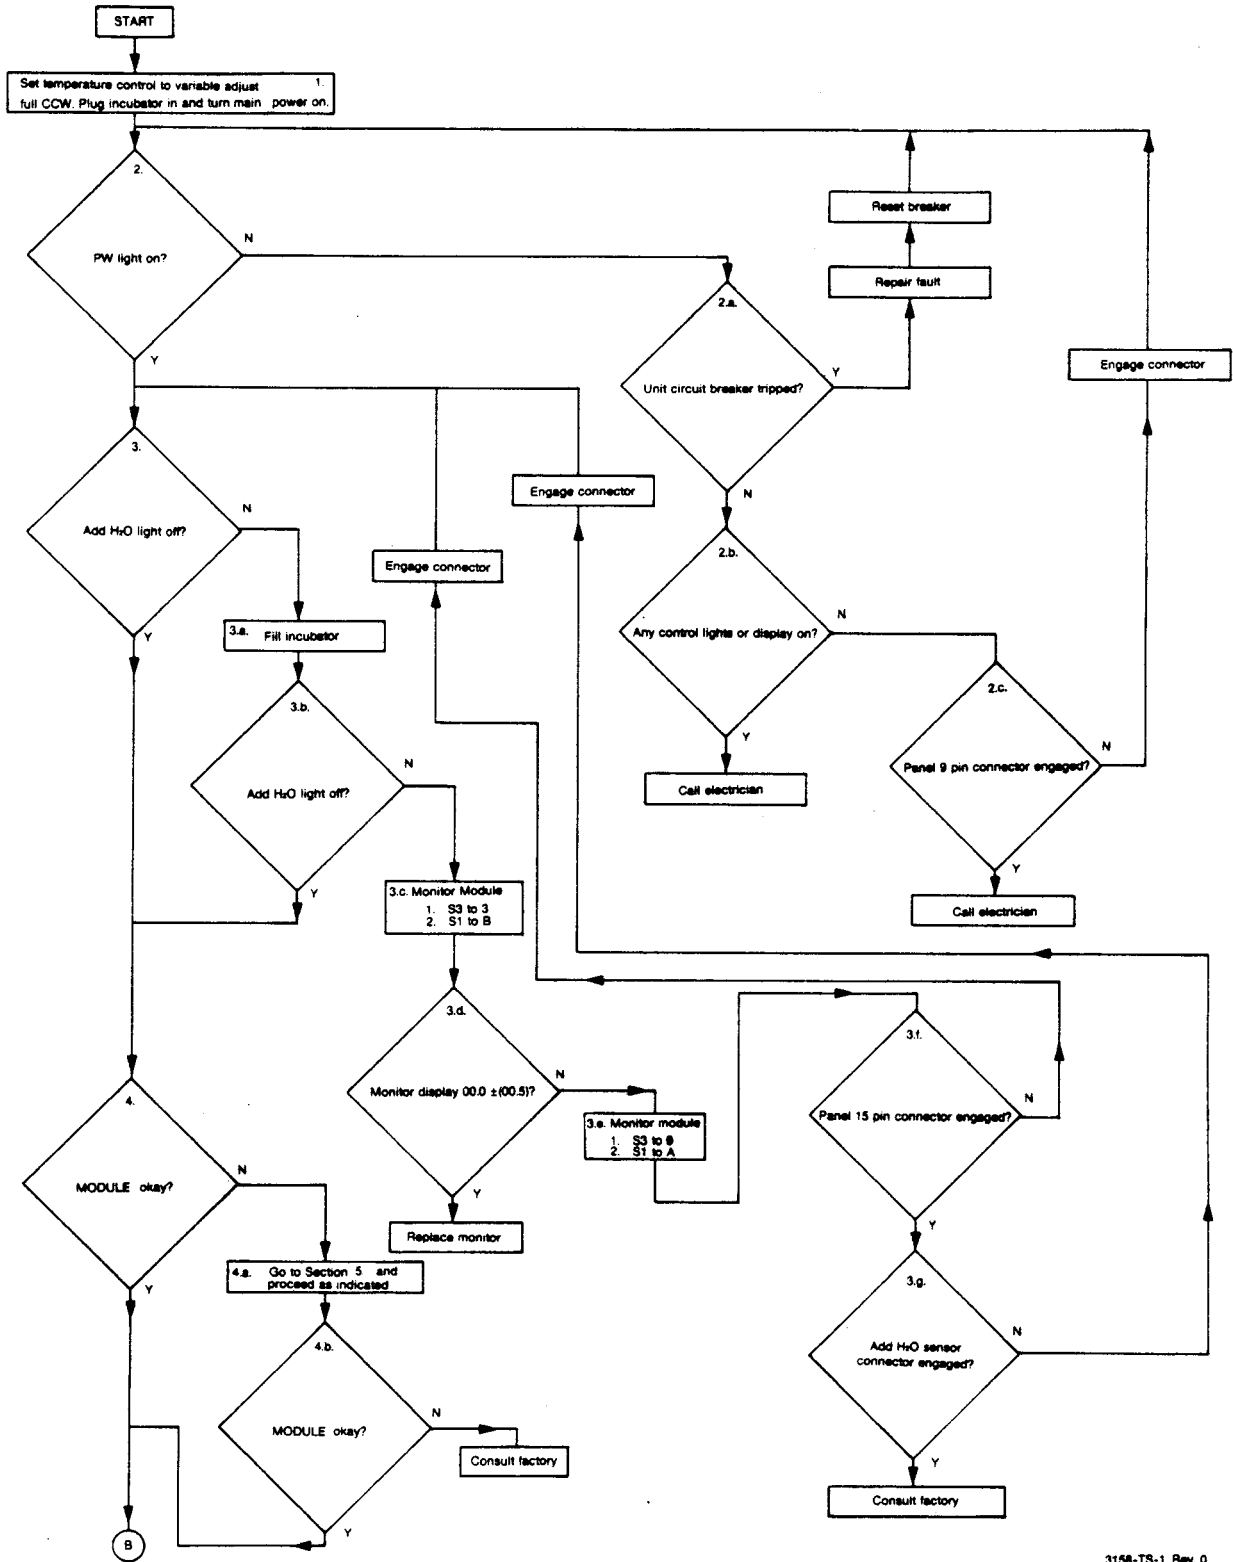 START
Set temperature control to variable adjust 1.
full CCW. Plug incubator in and turn main power on.
2.
PW light on?
N
Y
Reset breaker
Repair fault
2.a.
Unit circuit breaker tripped?
Y
N
Engage connector
3.
Add H₂O light off?
N
Y
Engage connector
Engage connector
2.b.
Any control lights or display on?
N
Y
Call electrician
2.c.
Panel 9 pin connector engaged?
N
Y
Call electrician
3.a. Fill incubator
3.b.
Add H₂O light off?
N
Y
3.c. Monitor Module
1. S3 to 3
2. S1 to B
3.d.
Monitor display 00.0 ±(00.5)?
N
Y
Replace monitor
3.e. Monitor module
1. S3 to 9
2. S1 to A
3.f.
Panel 15 pin connector engaged?
N
Y
3.g.
Add H₂O sensor
connector engaged?
N
Y
Consult factory
4.
MODULE okay?
N
Y
4.a. Go to Section 5 and
proceed as indicated
4.b.
MODULE okay?
N
Y
Consult factory
B
3158-TS-1 Rev. 0